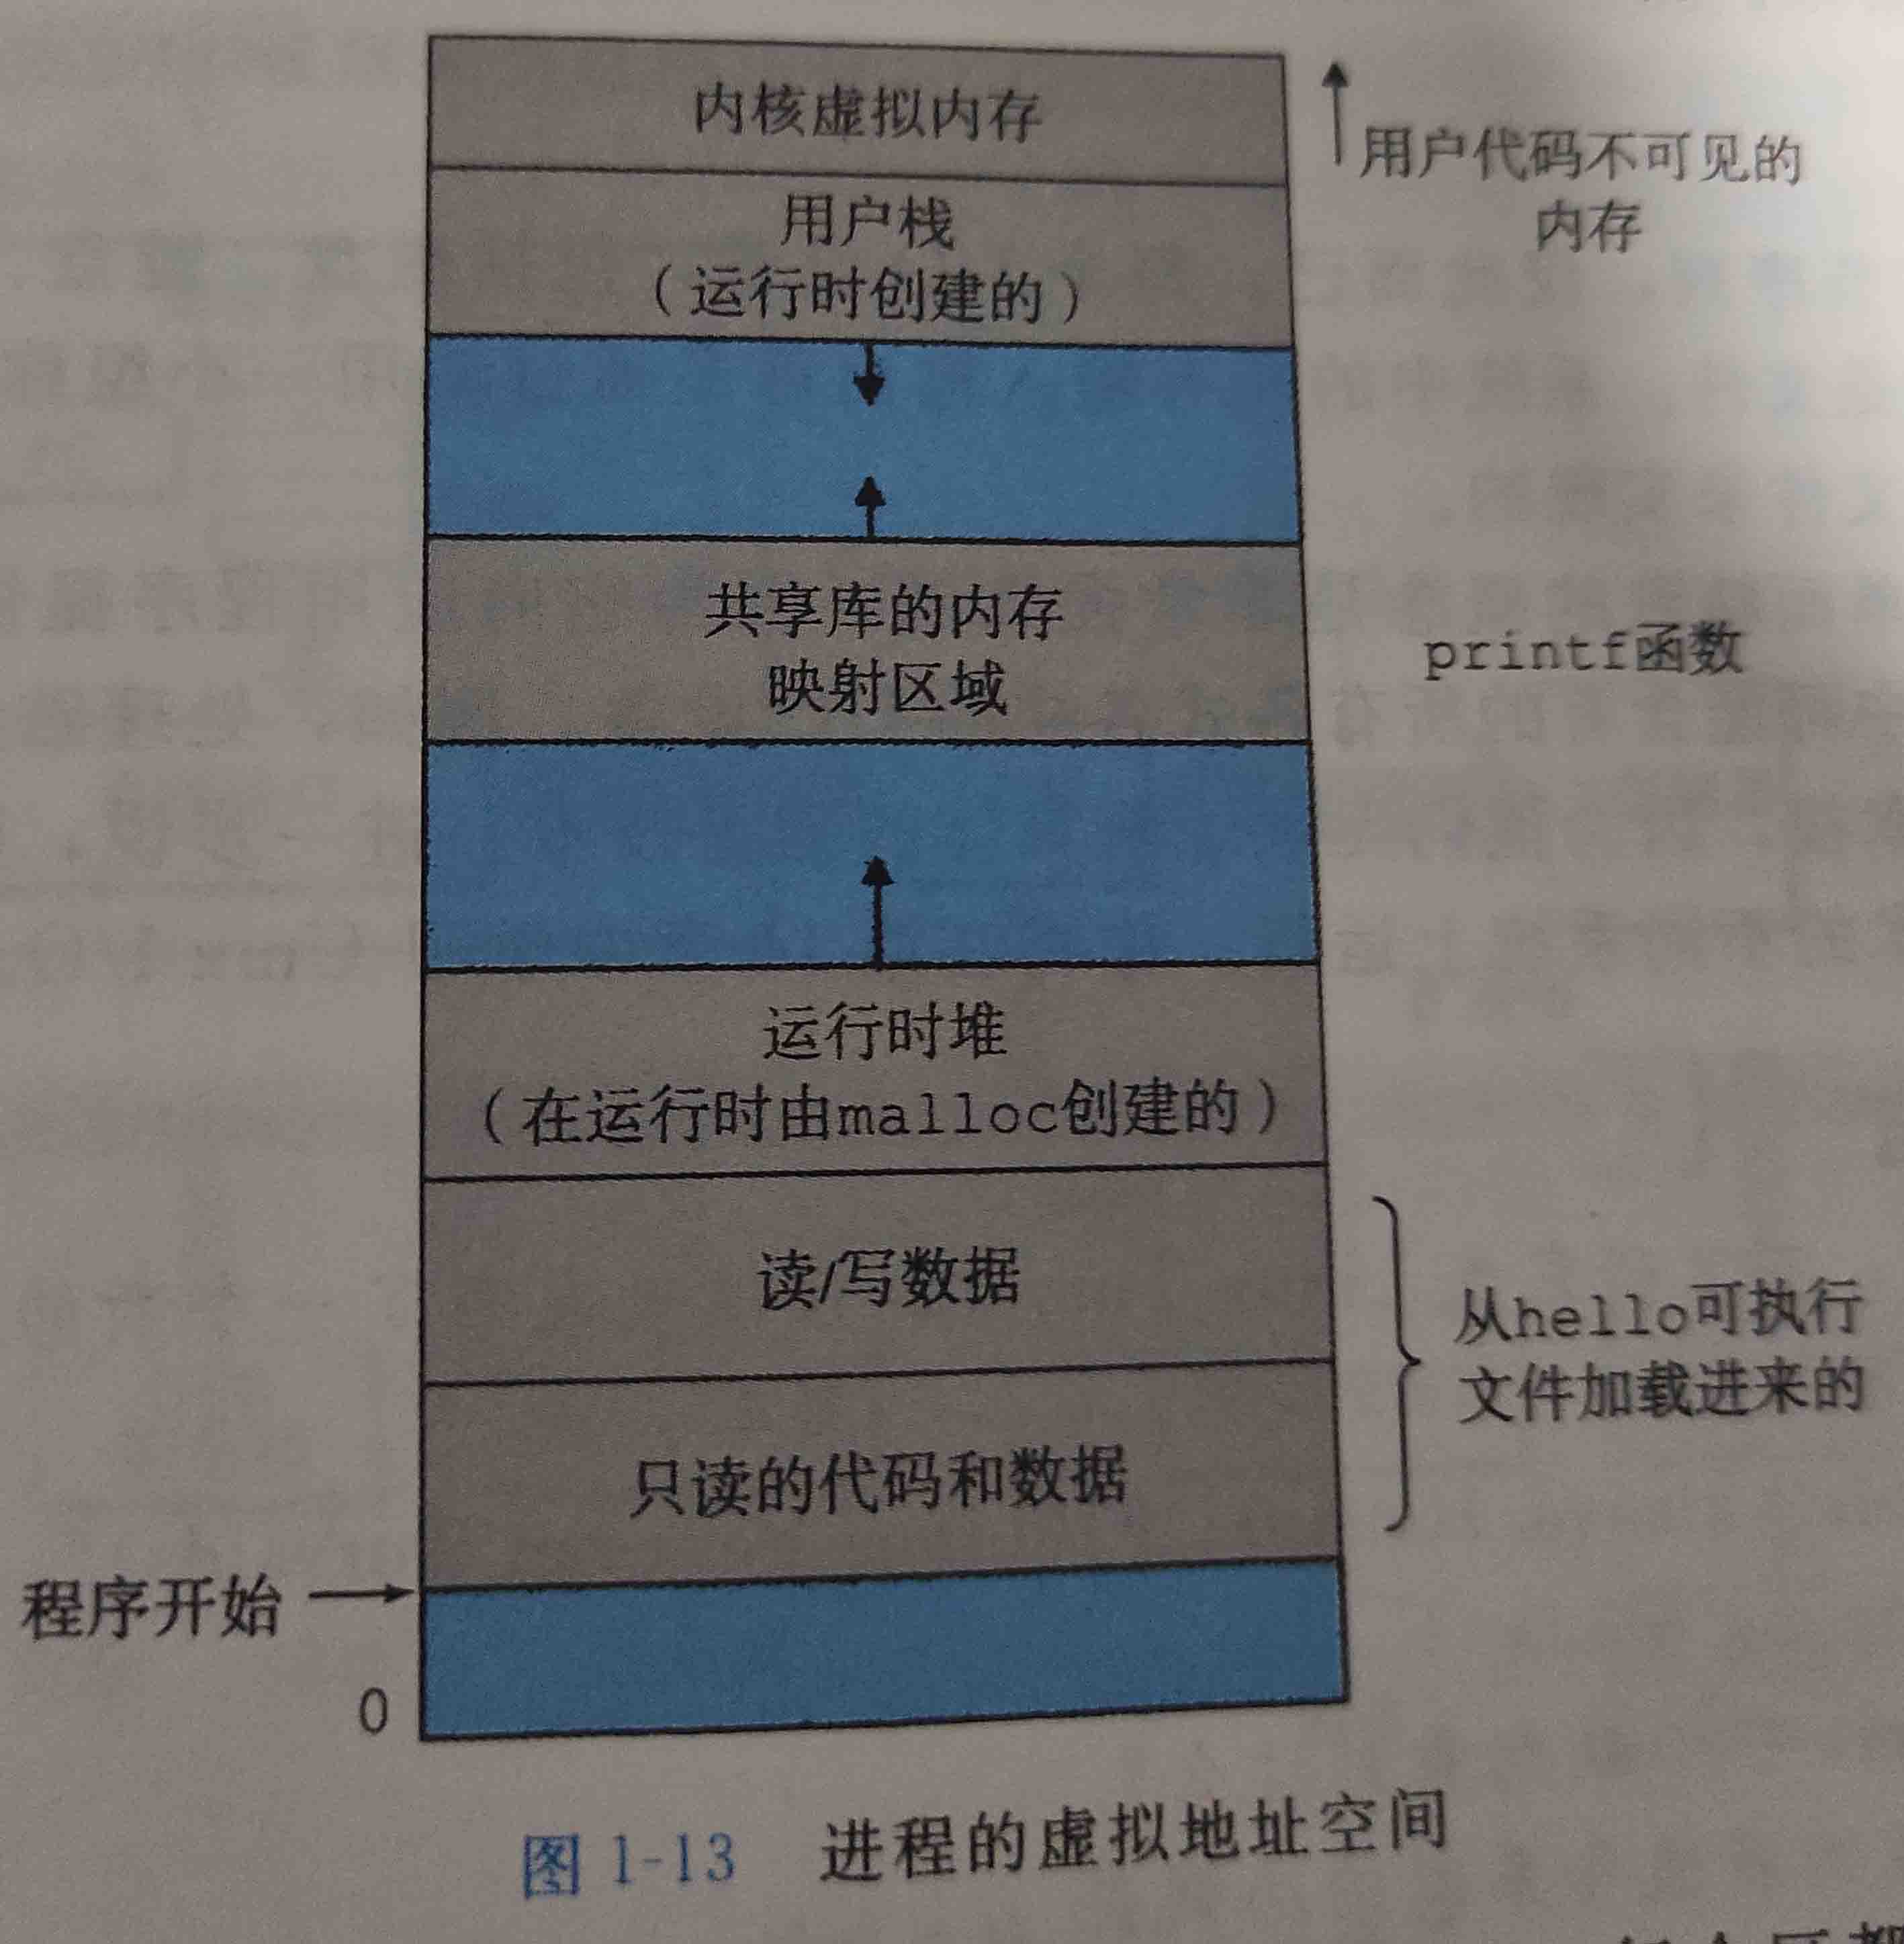 内核虚拟内存
用户代码不可见的
内存
用户栈
（运行时创建的）
共享库的内存
映射区域
printf函数
运行时堆
（在运行时由malloc创建的）
读/写数据
从hello可执行
文件加载进来的
只读的代码和数据
程序开始
0
图 1-13 进程的虚拟地址空间